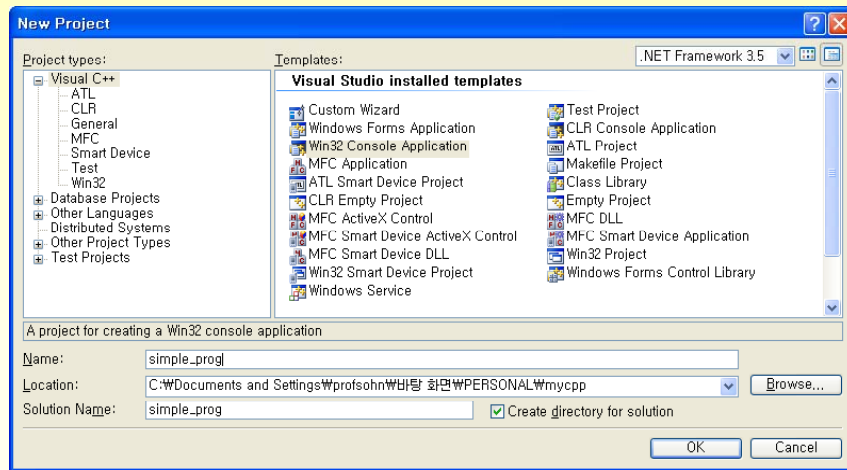 New Project
Project types:
Templates:
.NET Framework 3.5
Visual C++
ATL
CLR
General
MFC
Smart Device
Test
Win32
Database Projects
Other Languages
Distributed Systems
Other Project Types
Test Projects
Visual Studio installed templates
Custom Wizard
Windows Forms Application
Win32 Console Application
MFC Application
ATL Smart Device Project
CLR Empty Project
MFC ActiveX Control
MFC Smart Device ActiveX Control
MFC Smart Device DLL
Win32 Smart Device Project
Windows Service
Test Project
CLR Console Application
ATL Project
Makefile Project
Class Library
Empty Project
MFC DLL
MFC Smart Device Application
Win32 Project
Windows Forms Control Library
A project for creating a Win32 console application
Name:
simple_prog
Location:
C:₩Documents and Settings₩profsohn₩바탕 화면₩PERSONAL₩mycpp
Browse...
Solution Name:
simple_prog
Create directory for solution
OK
Cancel